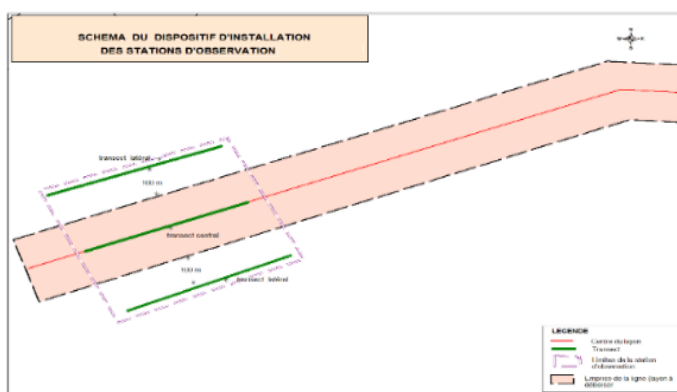 SCHEMA DU DISPOSITIF D'INSTALLATION
DES STATIONS D'OBSERVATION
transect latéral
100 m
transect central
100 m
transect latéral
LEGENDE
Centre du layon
Transect
Limites de la station
d'observation
Emprise de la ligne (layon à
déboiser